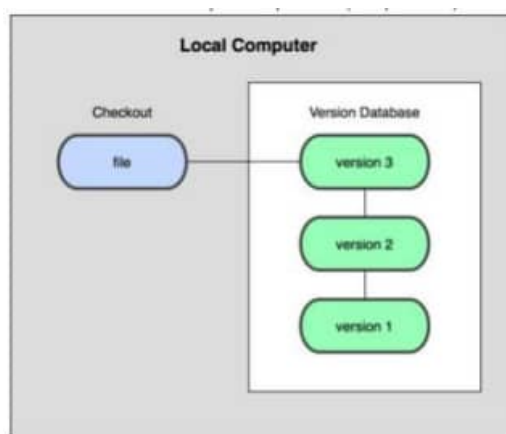 Local Computer
Checkout
Version Database
file
version 3
version 2
version 1